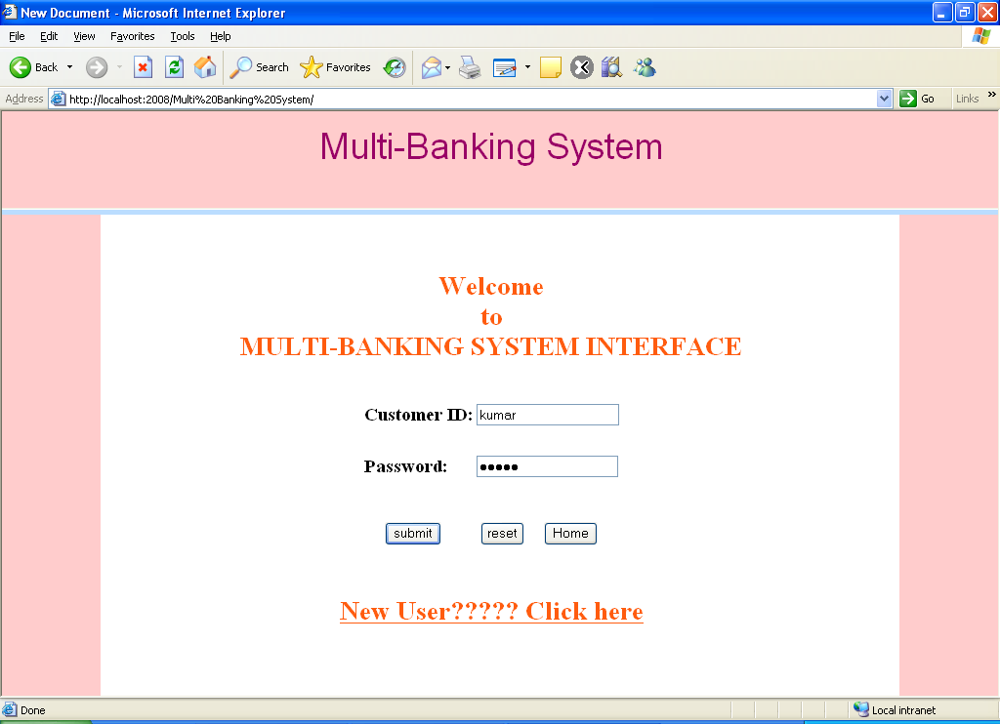 New Document - Microsoft Internet Explorer
File Edit View Favorites Tools Help
Back Search Favorites
Address http://localhost:2008/Multi%20Banking%20System/ Go Links »
Multi-Banking System
Welcome
to
MULTI-BANKING SYSTEM INTERFACE
Customer ID: kumar
Password: •••••
submit reset Home
New User????? Click here
Done Local intranet